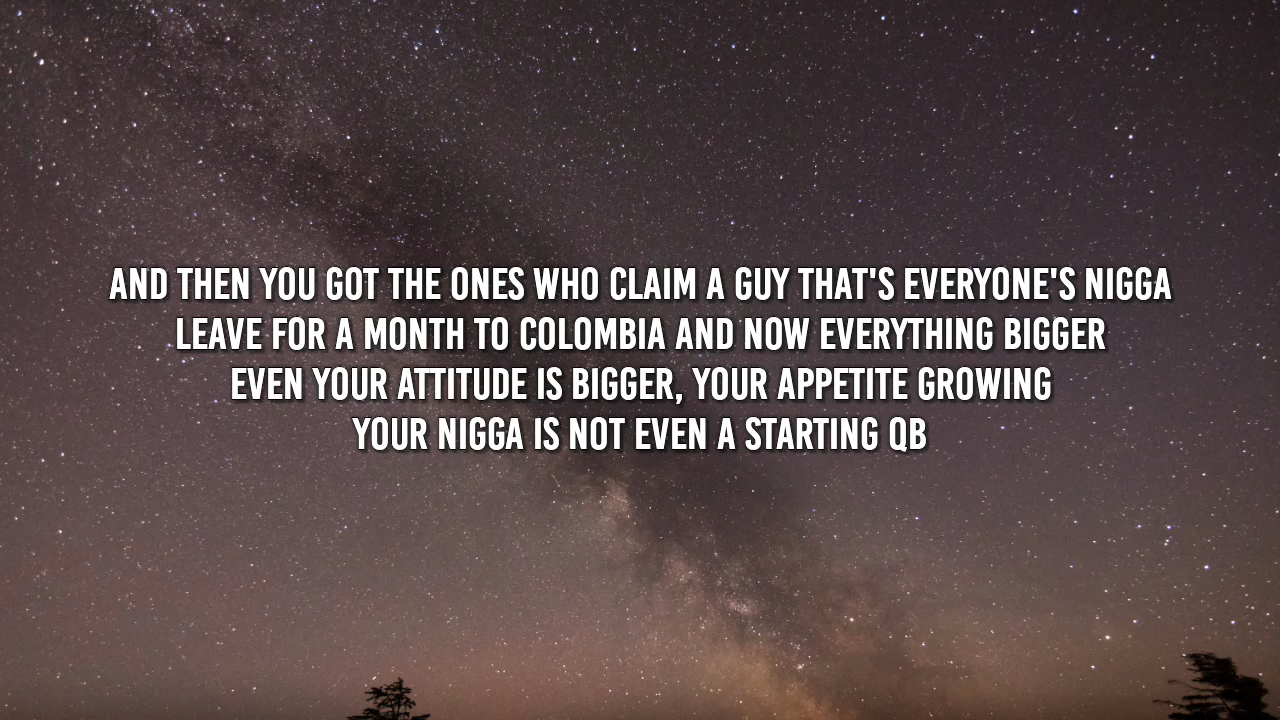 AND THEN YOU GOT THE ONES WHO CLAIM A GUY THAT'S EVERYONE'S NIGGA
LEAVE FOR A MONTH TO COLOMBIA AND NOW EVERYTHING BIGGER
EVEN YOUR ATTITUDE IS BIGGER, YOUR APPETITE GROWING
YOUR NIGGA IS NOT EVEN A STARTING QB